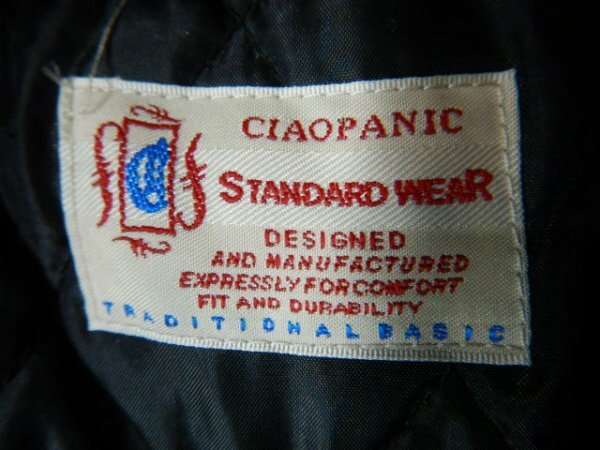 CIAOPANIC
STANDARD WEAR
DESIGNED
AND MANUFACTURED
EXPRESSLY FOR COMFORT
FIT AND DURABILITY
TRADITIONAL BASIC